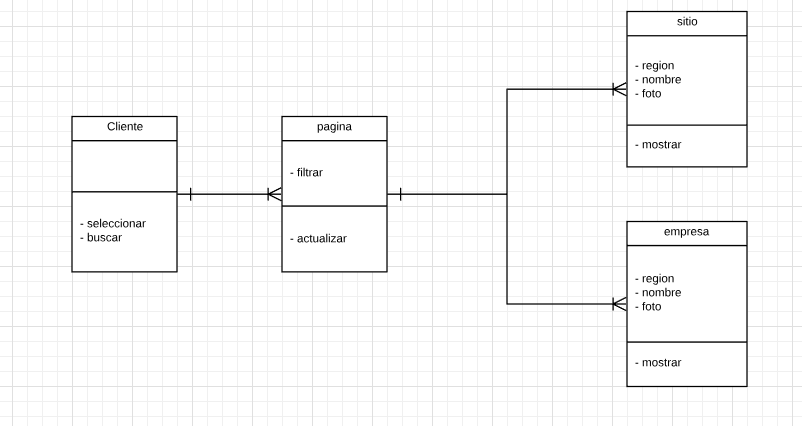 Cliente
- seleccionar
- buscar
pagina
- filtrar
- actualizar
sitio
- region
- nombre
- foto
- mostrar
empresa
- region
- nombre
- foto
- mostrar